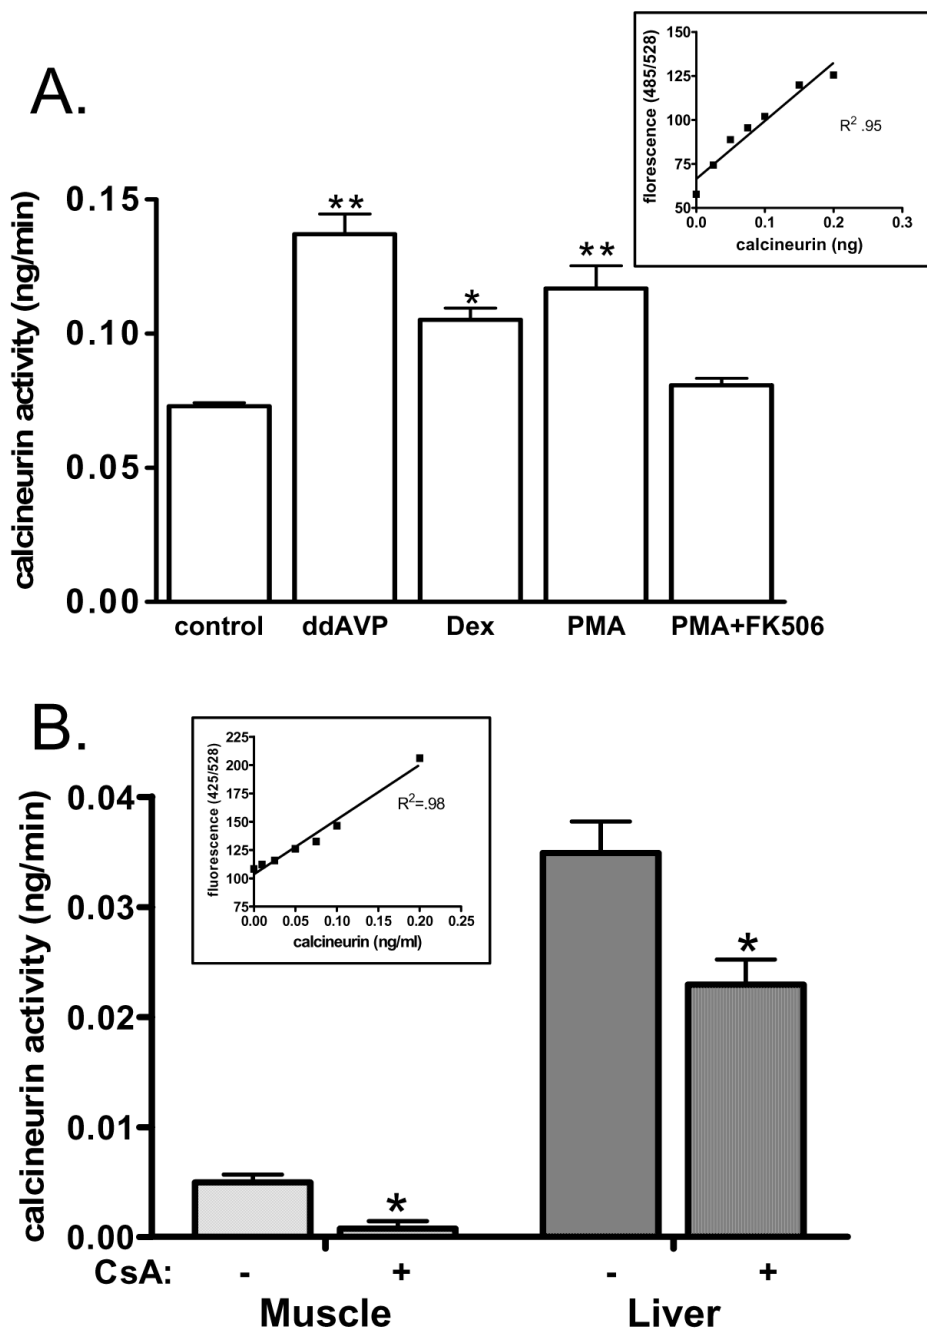 A.
150
125
100
75
50
florescence (485/528)
R² .95
0.0 0.1 0.2 0.3
calcineurin (ng)
calcineurin activity (ng/min)
0.15
0.10
0.05
0.00
**
*
**
control ddAVP Dex PMA PMA+FK506
B.
225
200
175
150
125
100
75
fluorescence (425/528)
R²=.98
0.00 0.05 0.10 0.15 0.20 0.25
calcineurin (ng/ml)
calcineurin activity (ng/min)
0.04
0.03
0.02
0.01
0.00
*
*
CsA: - + - +
Muscle Liver